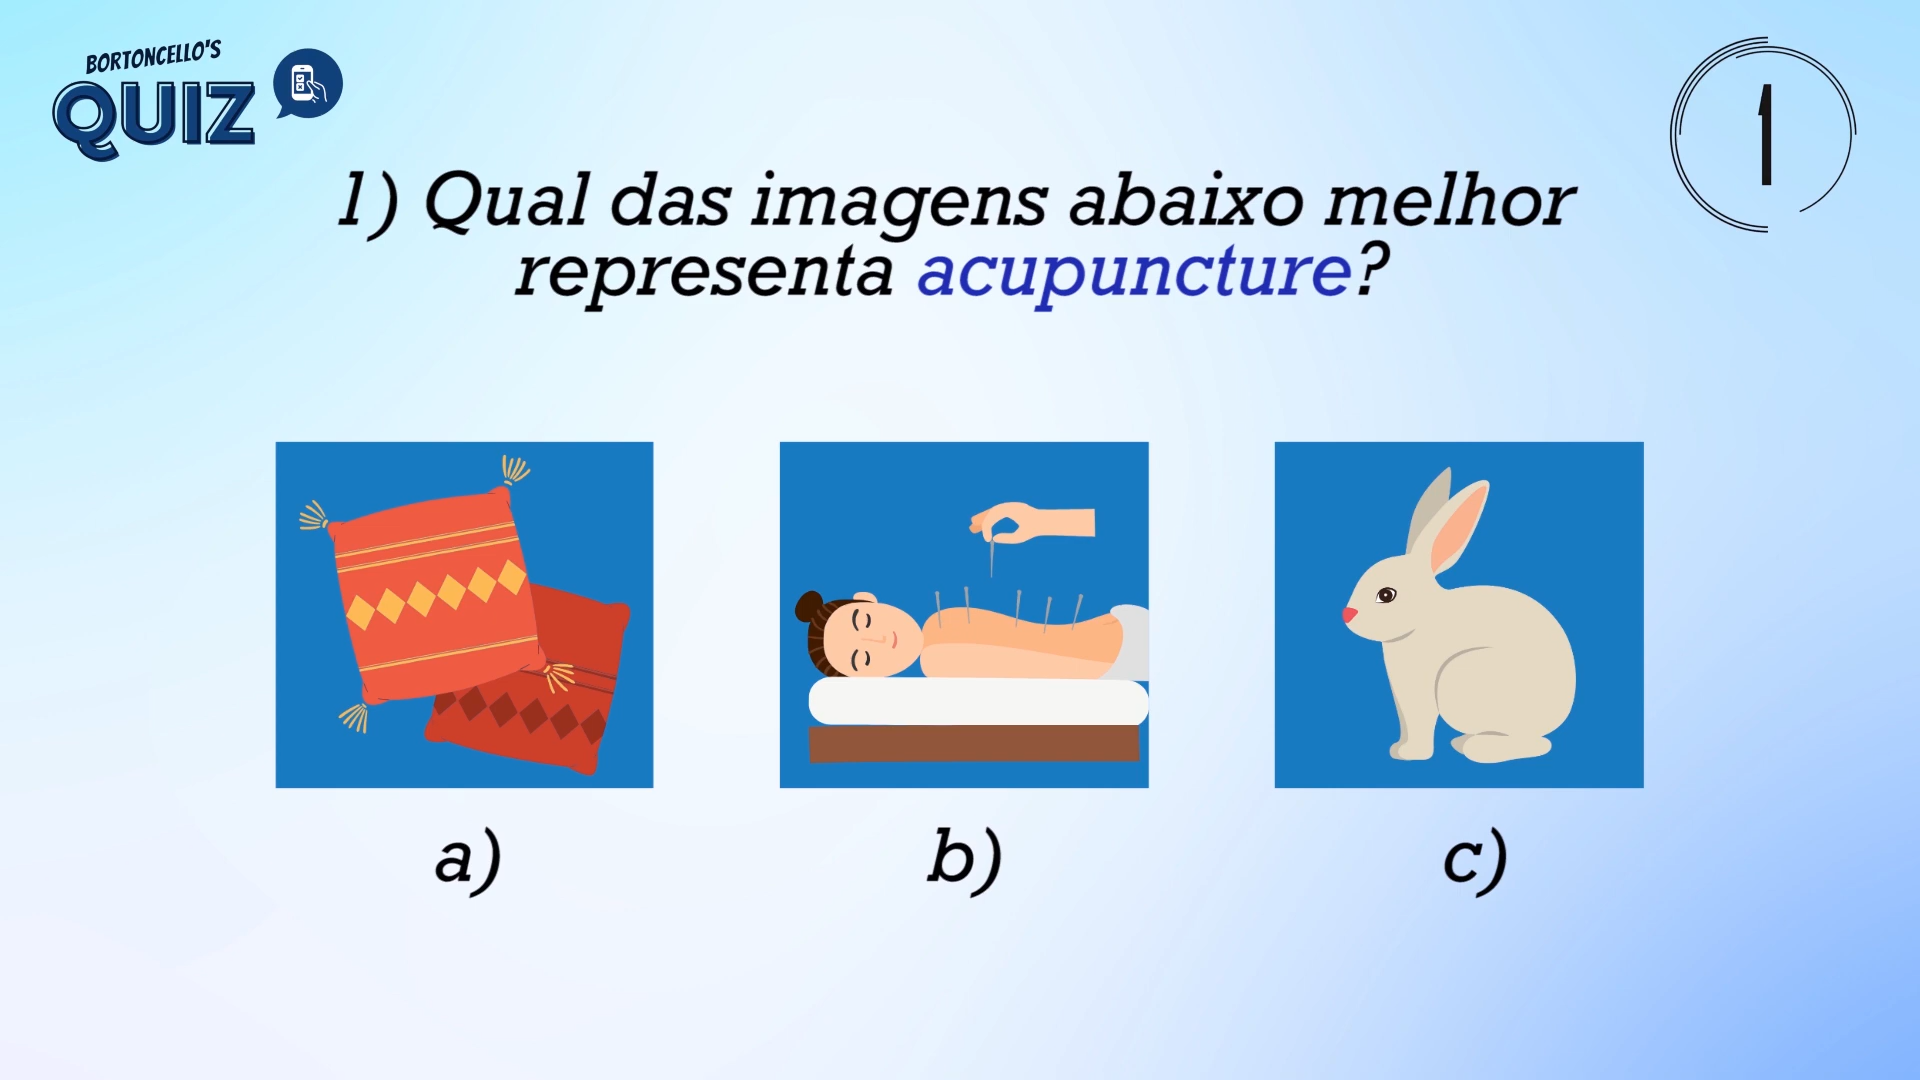 BORTONCELLO'S
QUIZ
1
1) Qual das imagens abaixo melhor
representa acupuncture?
a)
b)
c)